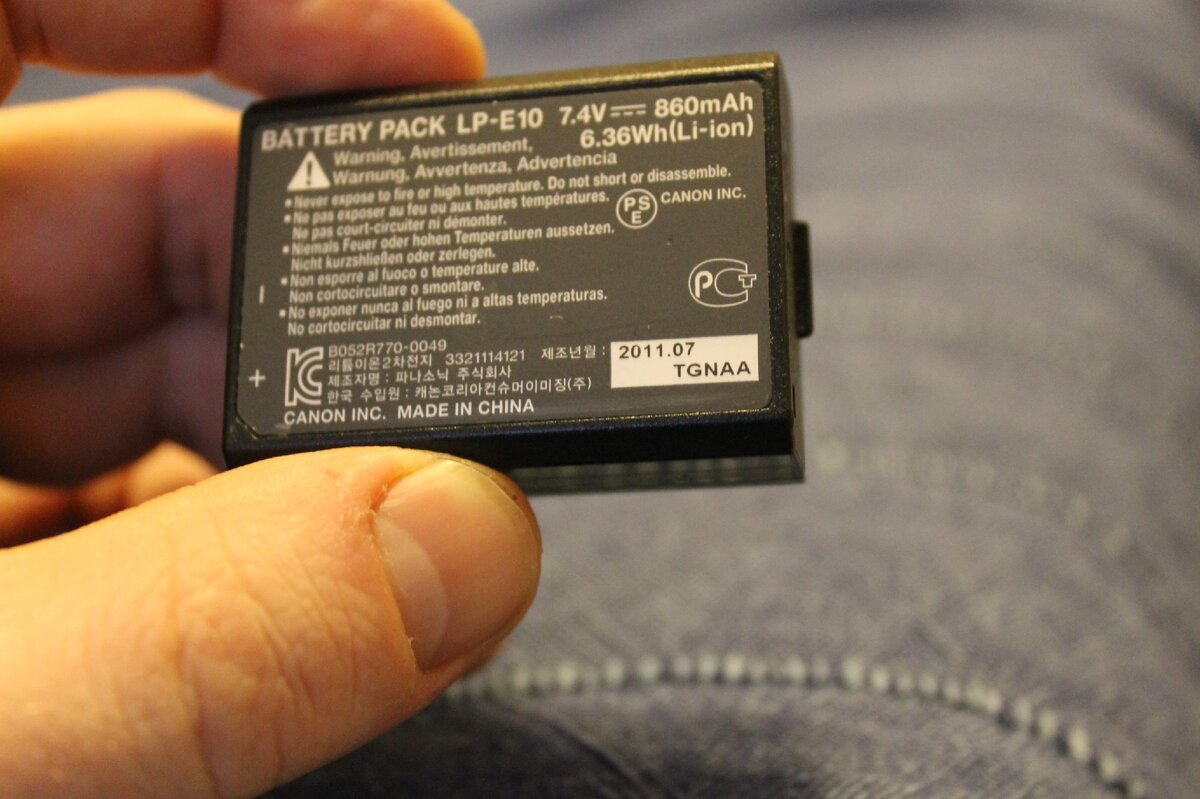 BATTERY PACK LP-E10 7.4V⎓ 860mAh
6.36Wh(Li-ion)
Warning, Avertissement,
Warnung, Avvertenza, Advertencia
•Never expose to fire or high temperature. Do not short or disassemble.
•Ne pas exposer au feu ou aux hautes températures.
Ne pas court-circuiter ni démonter.
•Niemals Feuer oder hohen Temperaturen aussetzen.
Nicht kurzshließen oder zerlegen.
•Non esporre al fuoco o temperature alte.
Non cortocircuitare o smontare.
•No exponer nunca al fuego ni a altas temperaturas.
No cortocircuitar ni desmontar.
PS
E
CANON INC.
PCT
-
+
B052R770-0049
리튬이온2차전지 3321114121 제조년월 :
제조자명 : 파나소닉 주식회사
한국 수입원 : 캐논코리아컨슈머이미징(주)
2011.07
TGNAA
CANON INC. MADE IN CHINA